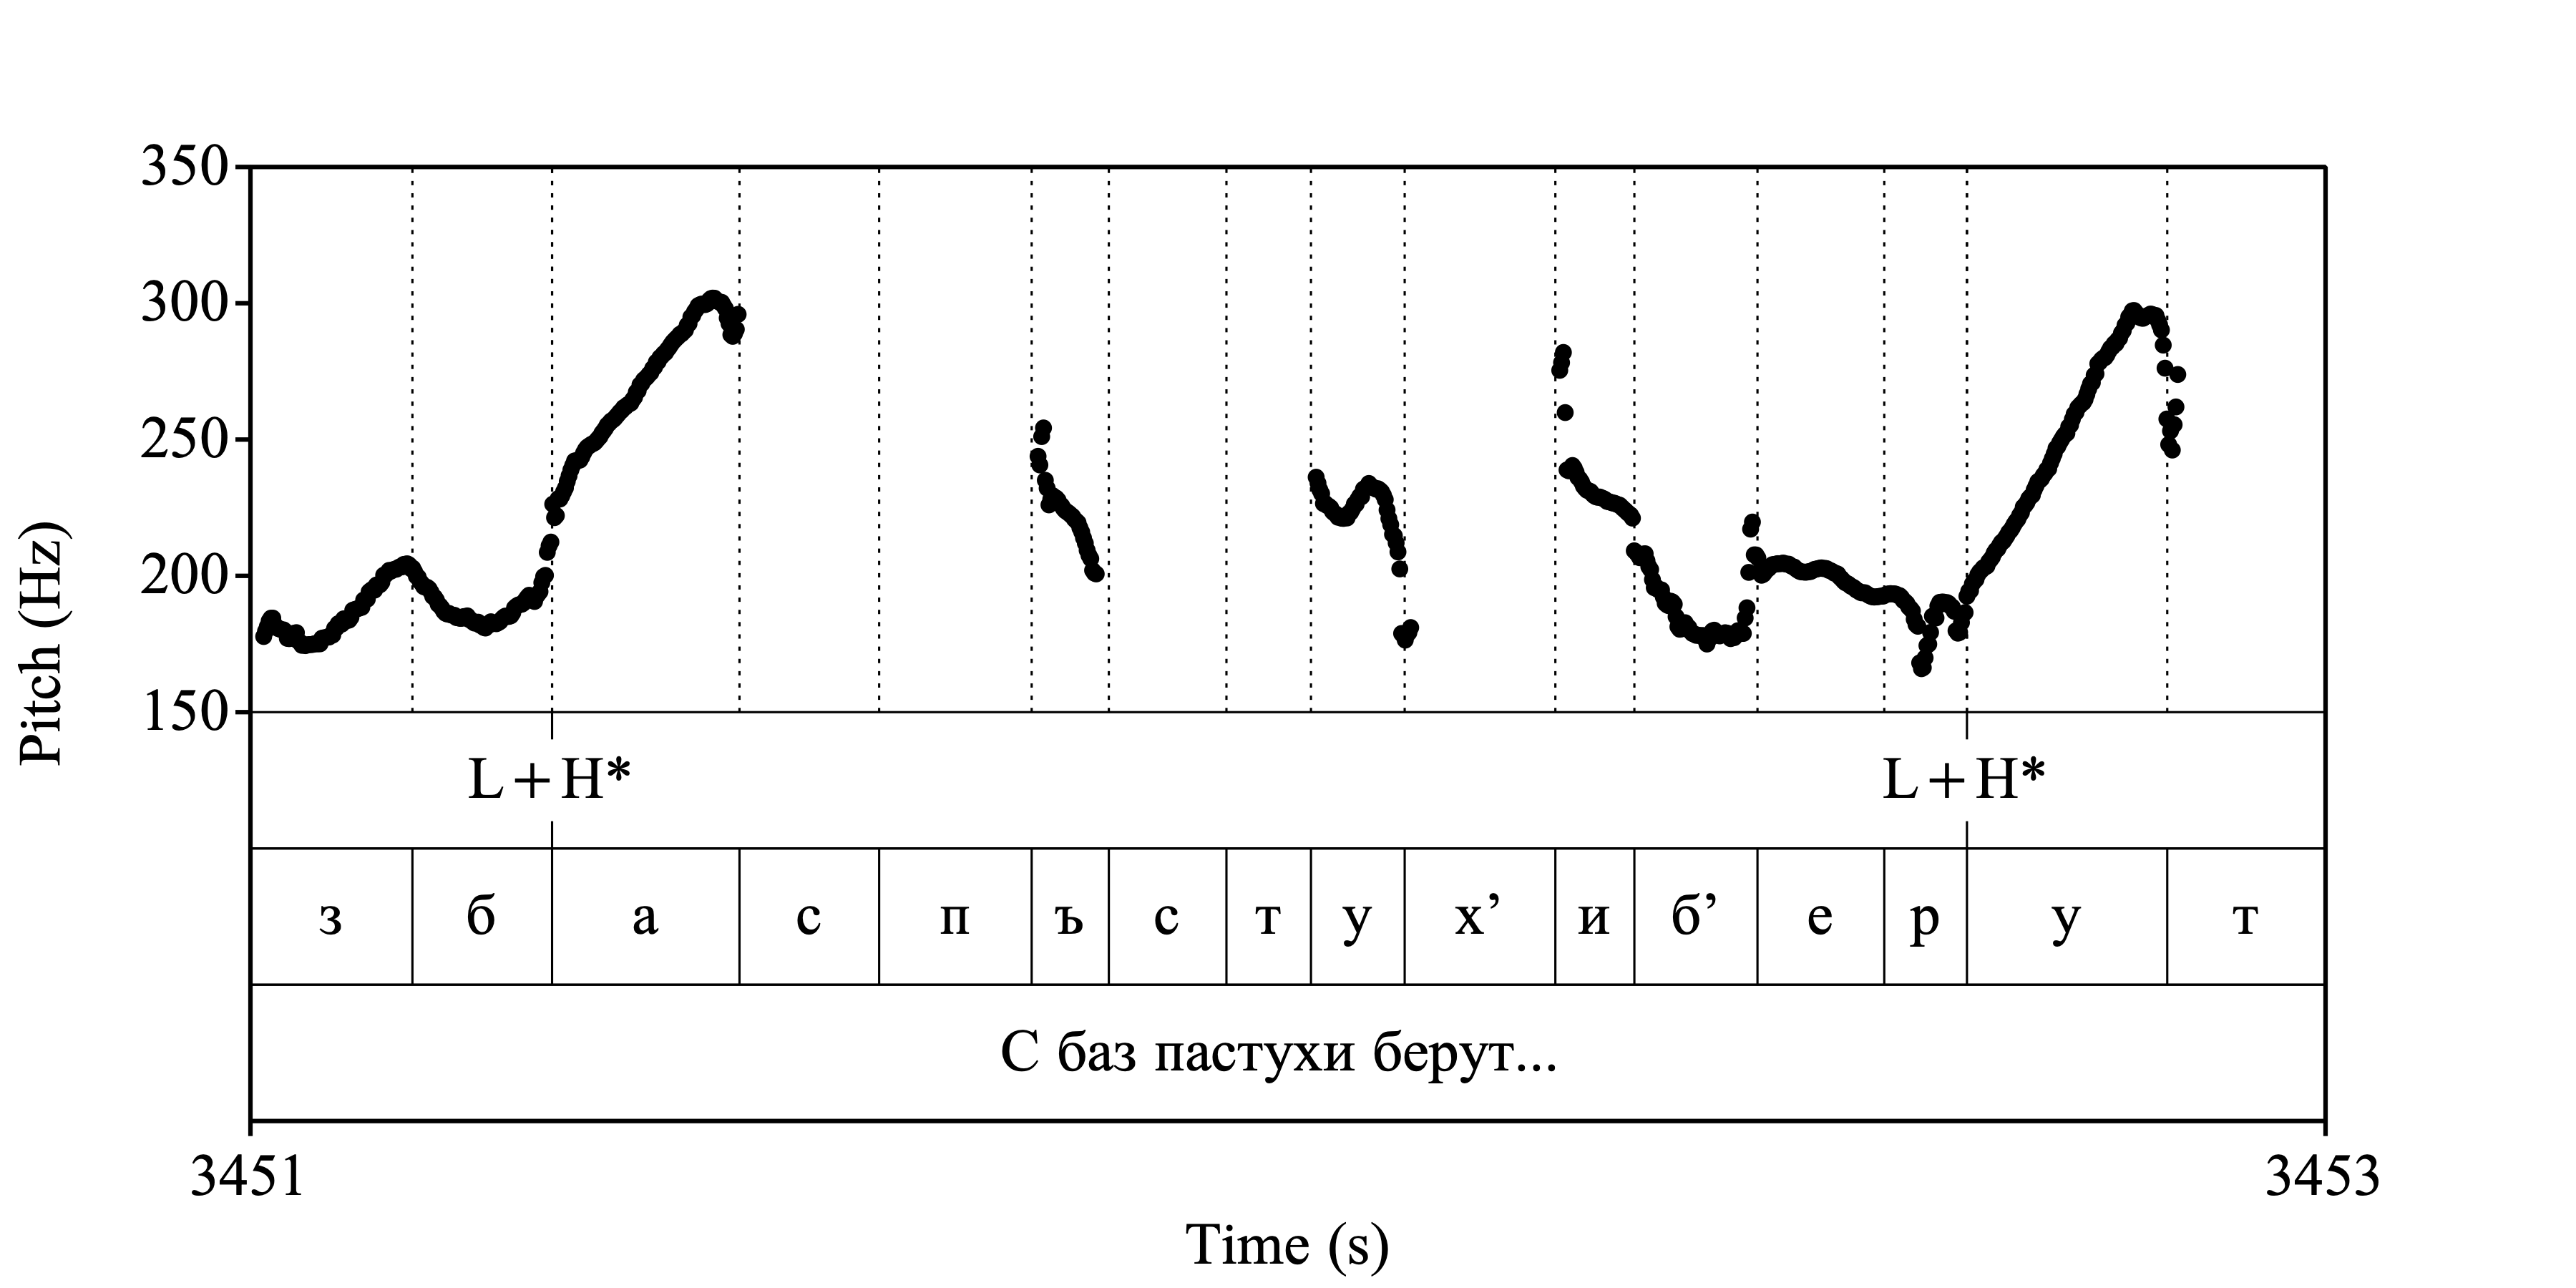 350
300
250
200
150
Pitch (Hz)
L+H* L+H*
з б а с п ъ с т у х’ и б’ е р у т
С баз пастухи берут...
3451 3453
Time (s)